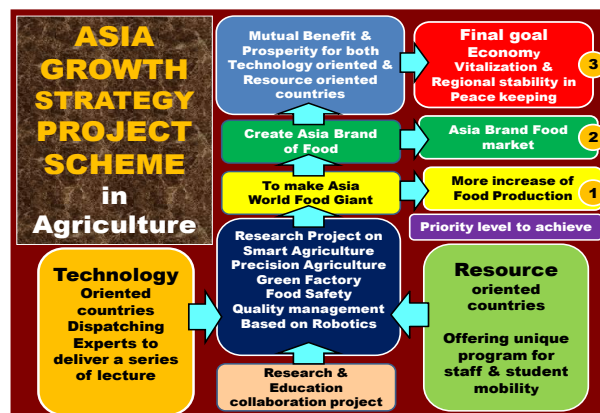 ASIA
GROWTH
STRATEGY
PROJECT
SCHEME
in
Agriculture
Mutual Benefit &
Prosperity for both
Technology oriented &
Resource oriented
countries
Final goal
Economy
Vitalization &
Regional stability in
Peace keeping
3
Create Asia Brand
of Food
Asia Brand Food
market
2
To make Asia
World Food Giant
More increase of
Food Production
1
Priority level to achieve
Research Project on
Smart Agriculture
Precision Agriculture
Green Factory
Food Safety
Quality management
Based on Robotics
Technology
Oriented
countries
Dispatching
Experts to
deliver a series
of lecture
Resource
oriented
countries
Offering unique
program for
staff & student
mobility
Research &
Education
collaboration project